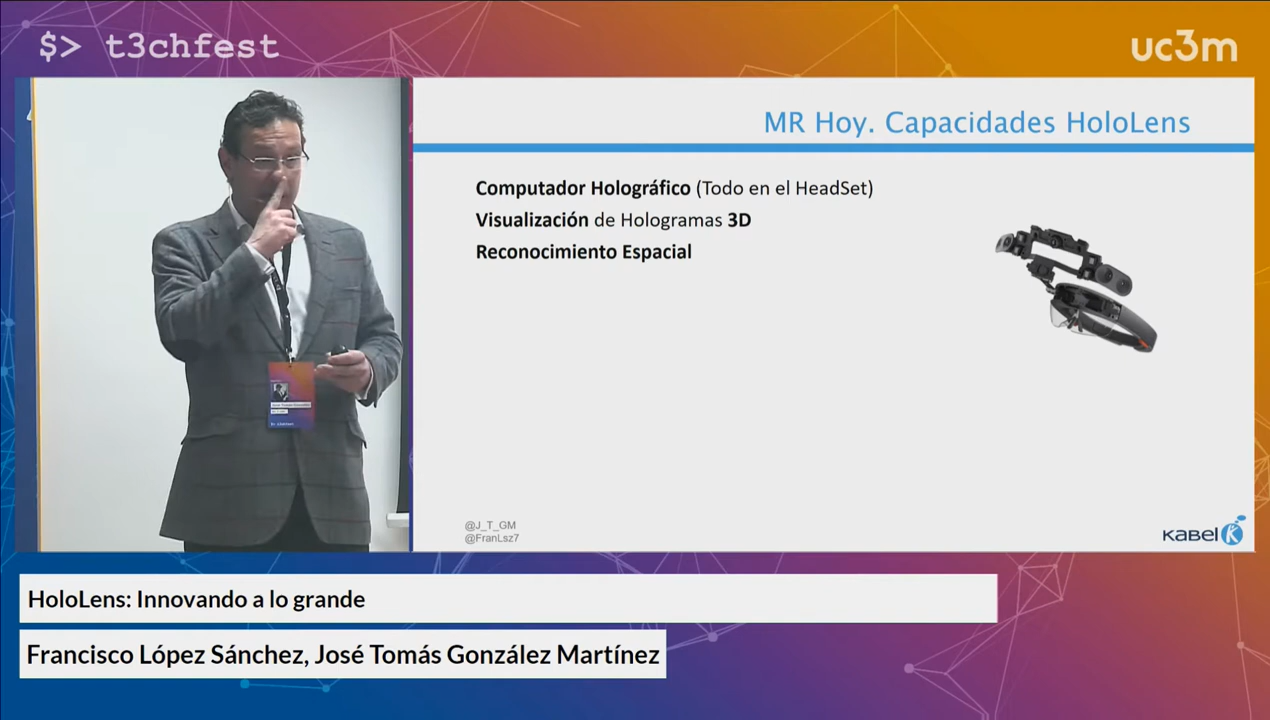 $> t3chfest
uc3m
MR Hoy. Capacidades HoloLens
Computador Holográfico (Todo en el HeadSet)
Visualización de Hologramas 3D
Reconocimiento Espacial
@J_T_GM
@FranLsz7
KABEL
HoloLens: Innovando a lo grande
Francisco López Sánchez, José Tomás González Martínez